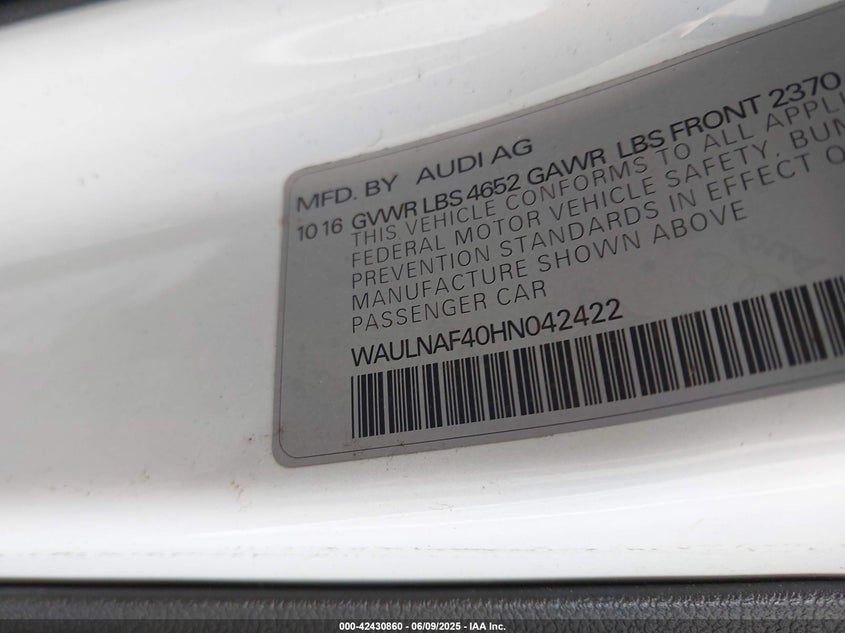 MFD. BY AUDI AG
10 16 GVWR LBS 4652 GAWR LBS FRONT 2370
THIS VEHICLE CONFORMS TO ALL APPLI
FEDERAL MOTOR VEHICLE SAFETY, BUM
PREVENTION STANDARDS IN EFFECT O
MANUFACTURE SHOWN ABOVE
PASSENGER CAR
WAULNAF40HN042422
000-42430860 - 06/09/2025 - IAA Inc.